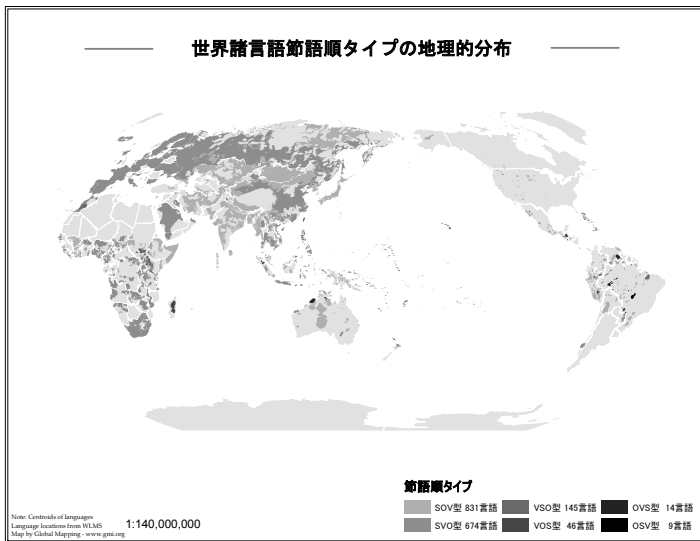 世界諸言語節語順タイプの地理的分布
節語順タイプ
SOV型 831言語 VSO型 145言語 OVS型 14言語
SVO型 674言語 VOS型 46言語 OSV型 9言語
Note: Centroids of languages
Language locations from WLMS
Map by Global Mapping - www.gmi.org
1:140,000,000